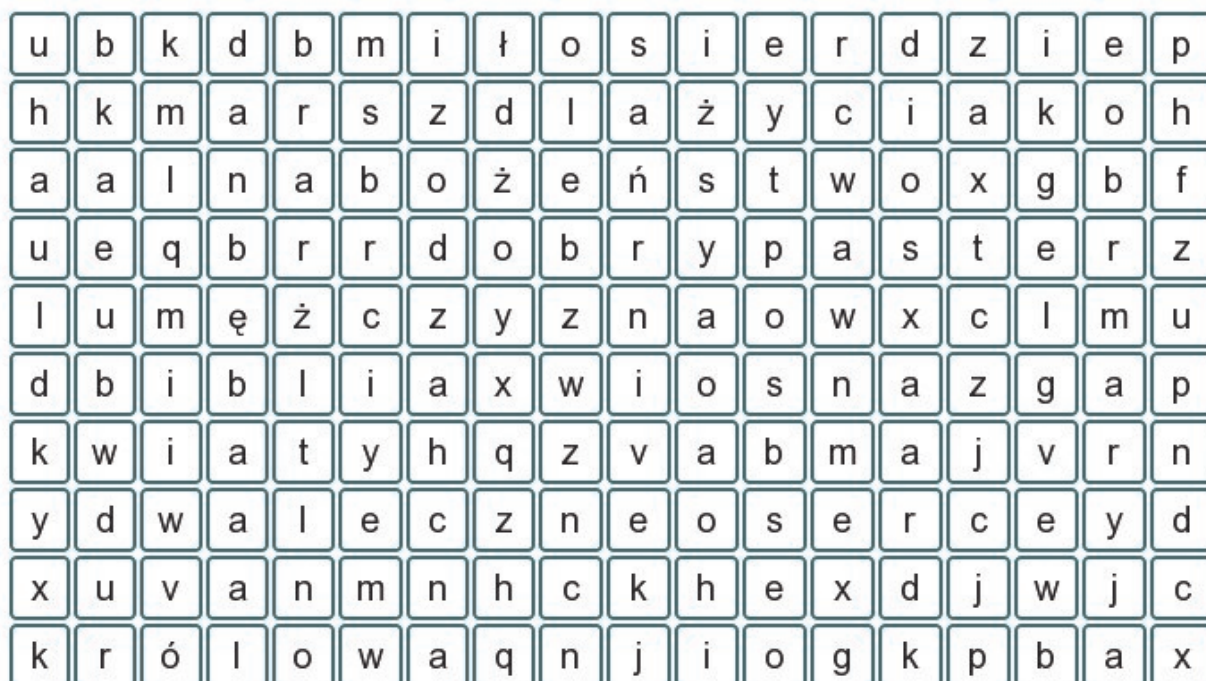 u b k d b m i ł o s i e r d z i e p
h k m a r s z d l a ż y c i a k o h
a a l n a b o ż e ń s t w o x g b f
u e q b r r d o b r y p a s t e r z
l u m ę ż c z y z n a o w x c l m u
d b i b l i a x w i o s n a z g a p
k w i a t y h q z v a b m a j v r n
y d w a l e c z n e o s e r c e y d
x u v a n m n h c k h e x d j w j c
k r ó l o w a q n j i o g k p b a x